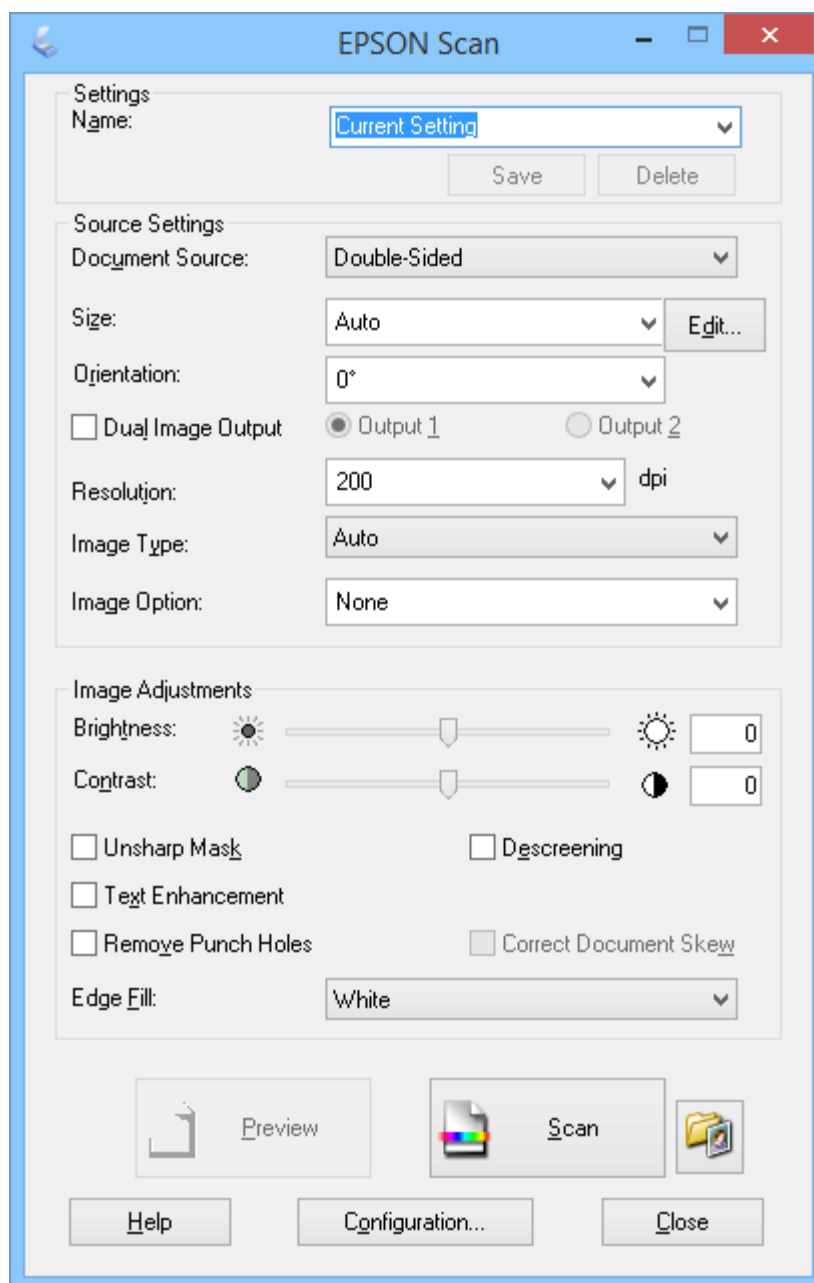 EPSON Scan
Settings
Name: Current Setting
Save Delete
Source Settings
Document Source: Double-Sided
Size: Auto Edit...
Orientation: 0°
Dual Image Output Output 1 Output 2
Resolution: 200 dpi
Image Type: Auto
Image Option: None
Image Adjustments
Brightness: 0
Contrast: 0
Unsharp Mask Descreening
Text Enhancement
Remove Punch Holes Correct Document Skew
Edge Fill: White
Preview Scan
Help Configuration... Close